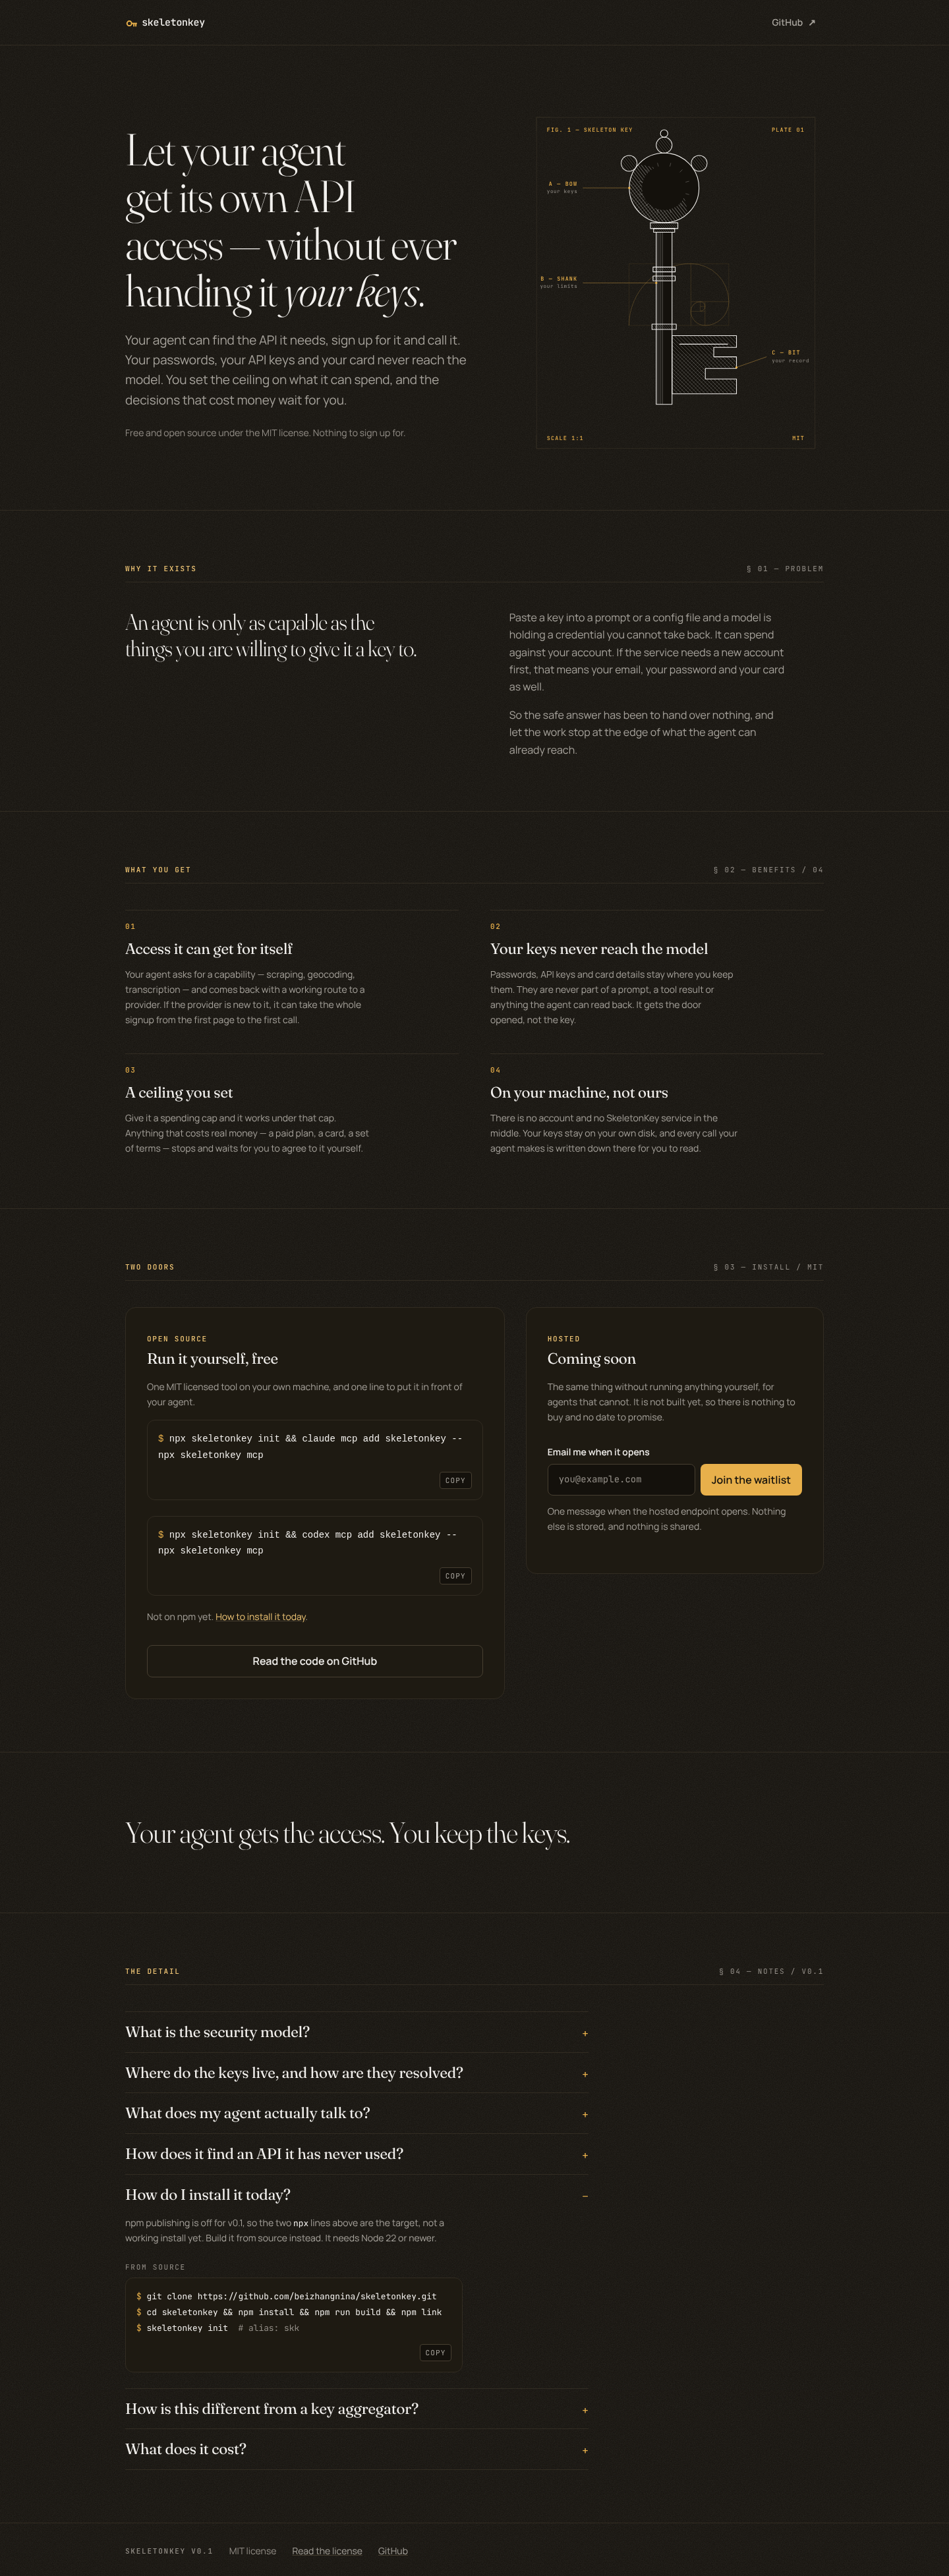 skeletonkey
GitHub ↗
Let your agent
get its own API
access — without ever
handing it your keys.
Your agent can find the API it needs, sign up for it and call it.
Your passwords, your API keys and your card never reach the
model. You set the ceiling on what it can spend, and the
decisions that cost money wait for you.
Free and open source under the MIT license. Nothing to sign up for.
FIG. 1 — SKELETON KEY
PLATE 01
A — BOW
your keys
B — SHANK
your limits
C — BIT
your record
SCALE 1:1
MIT
WHY IT EXISTS
§ 01 — PROBLEM
An agent is only as capable as the
things you are willing to give it a key to.
Paste a key into a prompt or a config file and a model is
holding a credential you cannot take back. It can spend
against your account. If the service needs a new account
first, that means your email, your password and your card
as well.
So the safe answer has been to hand over nothing, and
let the work stop at the edge of what the agent can
already reach.
WHAT YOU GET
§ 02 — BENEFITS / 04
01
Access it can get for itself
Your agent asks for a capability — scraping, geocoding,
transcription — and comes back with a working route to a
provider. If the provider is new to it, it can take the whole
signup from the first page to the first call.
02
Your keys never reach the model
Passwords, API keys and card details stay where you keep
them. They are never part of a prompt, a tool result or
anything the agent can read back. It gets the door
opened, not the key.
03
A ceiling you set
Give it a spending cap and it works under that cap.
Anything that costs real money — a paid plan, a card, a set
of terms — stops and waits for you to agree to it yourself.
04
On your machine, not ours
There is no account and no SkeletonKey service in the
middle. Your keys stay on your own disk, and every call your
agent makes is written down there for you to read.
TWO DOORS
§ 03 — INSTALL / MIT
OPEN SOURCE
Run it yourself, free
One MIT licensed tool on your own machine, and one line to put it in front of
your agent.
$ npx skeletonkey init && claude mcp add skeletonkey --
npx skeletonkey mcp
COPY
$ npx skeletonkey init && codex mcp add skeletonkey --
npx skeletonkey mcp
COPY
Not on npm yet. How to install it today.
Read the code on GitHub
HOSTED
Coming soon
The same thing without running anything yourself, for
agents that cannot. It is not built yet, so there is nothing to
buy and no date to promise.
Email me when it opens
you@example.com
Join the waitlist
One message when the hosted endpoint opens. Nothing
else is stored, and nothing is shared.
Your agent gets the access. You keep the keys.
THE DETAIL
§ 04 — NOTES / V0.1
What is the security model? +
Where do the keys live, and how are they resolved? +
What does my agent actually talk to? +
How does it find an API it has never used? +
How do I install it today? −
npm publishing is off for v0.1, so the two npx lines above are the target, not a
working install yet. Build it from source instead. It needs Node 22 or newer.
FROM SOURCE
$ git clone https://github.com/beizhangnina/skeletonkey.git
$ cd skeletonkey && npm install && npm run build && npm link
$ skeletonkey init # alias: skk
COPY
How is this different from a key aggregator? +
What does it cost? +
SKELETONKEY V0.1
MIT license
Read the license
GitHub